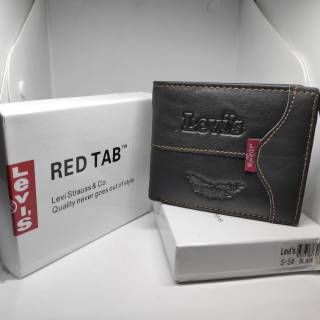 Levi's
RED TAB™
Levi Strauss & Co.
Quality never goes out of style
Levi's
Levi's
Levi's